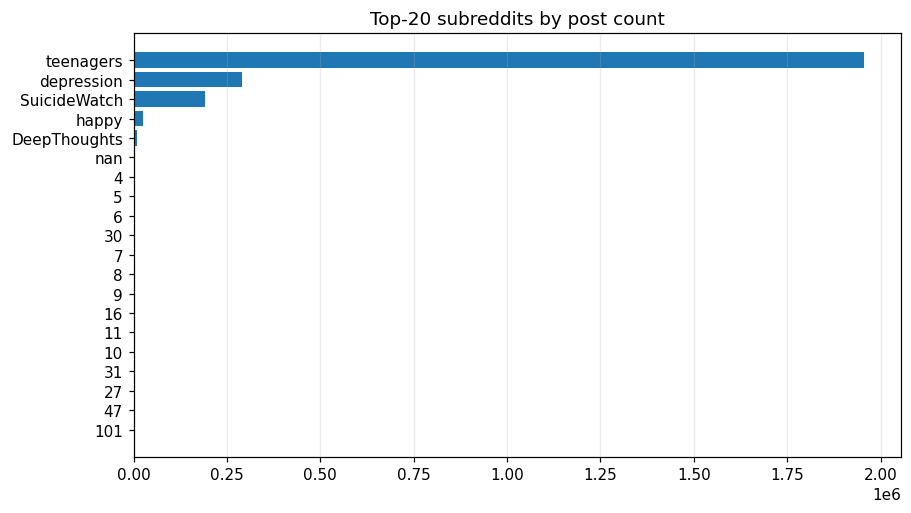 Top-20 subreddits by post count
teenagers
depression
SuicideWatch
happy
DeepThoughts
nan
4
5
6
30
7
8
9
16
11
10
31
27
47
101
0.00 0.25 0.50 0.75 1.00 1.25 1.50 1.75 2.00
1e6